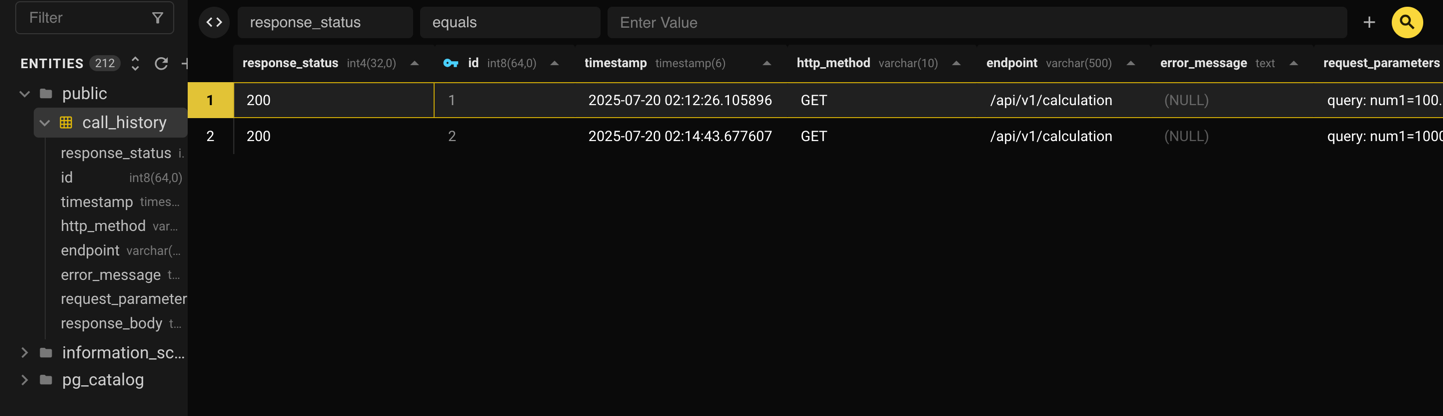 Filter
<> response_status equals Enter Value +
ENTITIES 212 +
response_status int4(32,0) id int8(64,0) timestamp timestamp(6) http_method varchar(10) endpoint varchar(500) error_message text request_parameters
public
1 200 1 2025-07-20 02:12:26.105896 GET /api/v1/calculation (NULL) query: num1=100.
call_history
2 200 2 2025-07-20 02:14:43.677607 GET /api/v1/calculation (NULL) query: num1=1000
response_status i.
id int8(64,0)
timestamp times...
http_method var...
endpoint varchar(...
error_message t...
request_parameter
response_body t...
information_sc...
pg_catalog